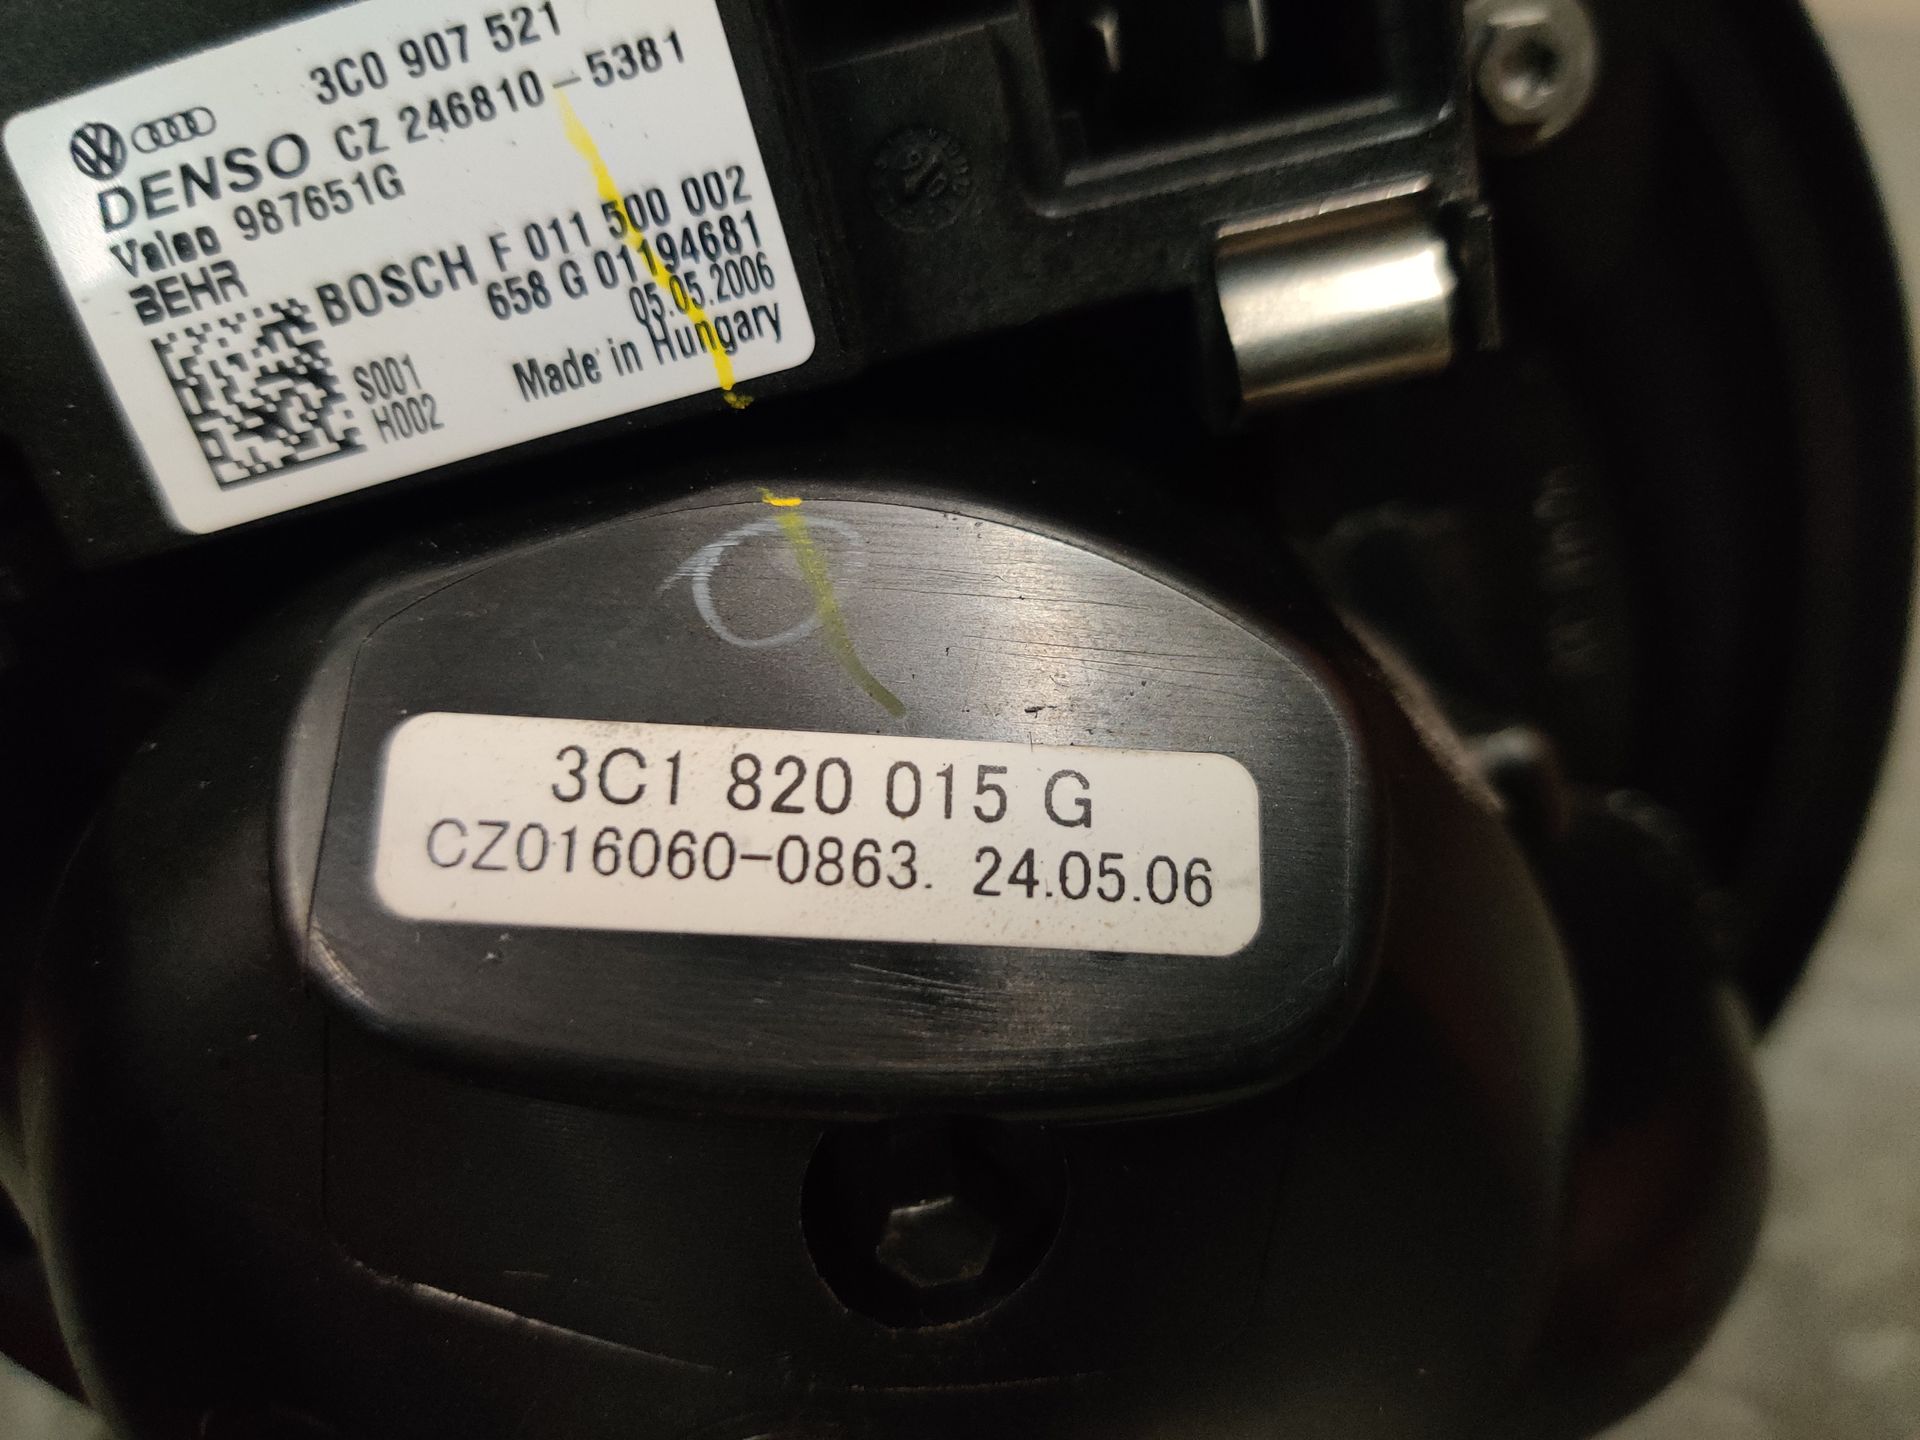 3C0 907 521
DENSO CZ 246810-5381
Valeo 987651G
BEHR BOSCH F 011 500 002
658 G 01194681
05.05.2006
S001
H002
Made in Hungary
3C1 820 015 G
CZ016060-0863. 24.05.06